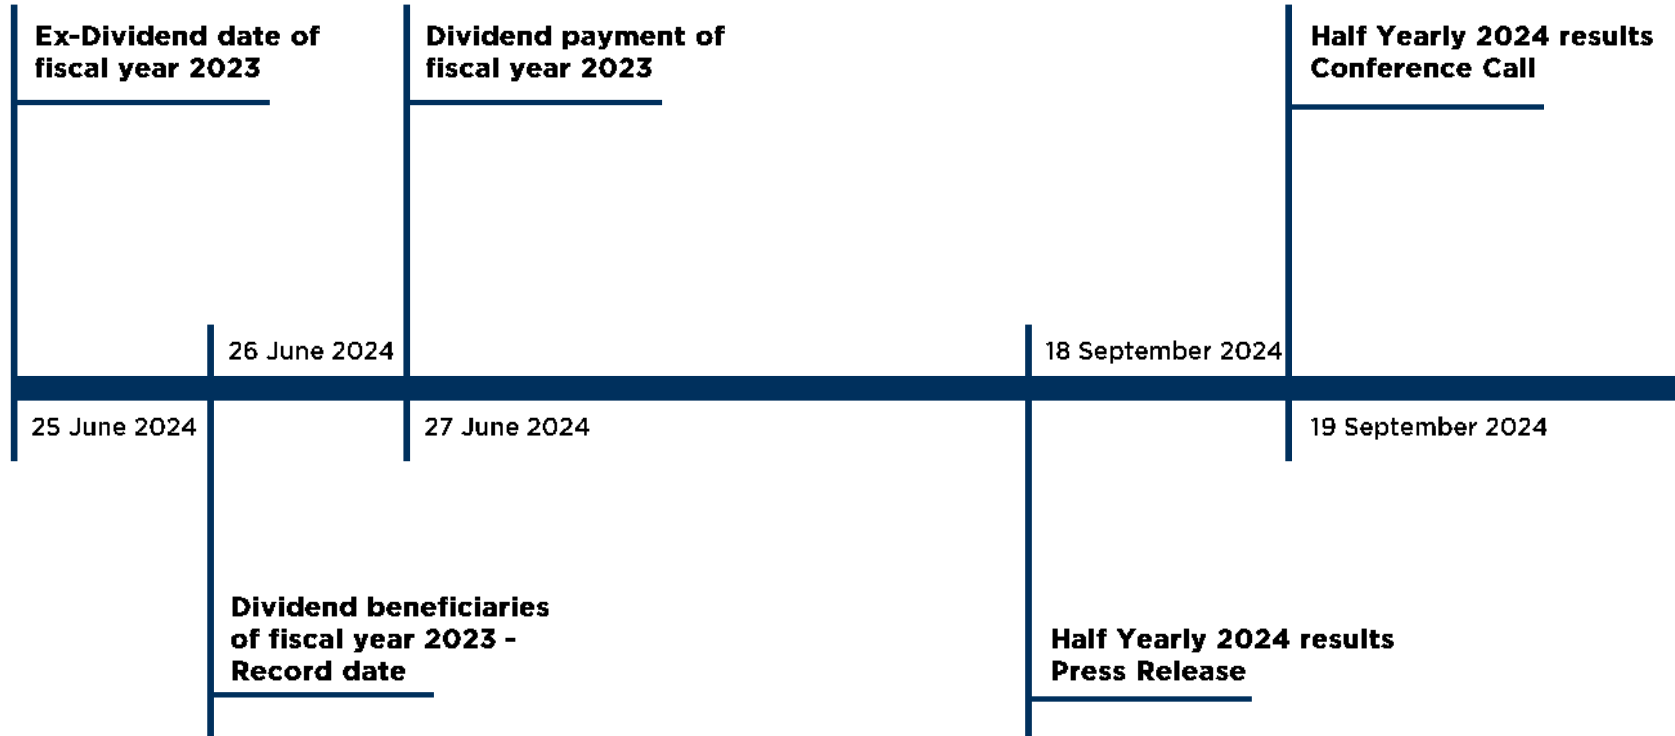 Ex-Dividend date of
fiscal year 2023
Dividend payment of
fiscal year 2023
Half Yearly 2024 results
Conference Call
26 June 2024
18 September 2024
25 June 2024
27 June 2024
19 September 2024
Dividend beneficiaries
of fiscal year 2023 -
Record date
Half Yearly 2024 results
Press Release